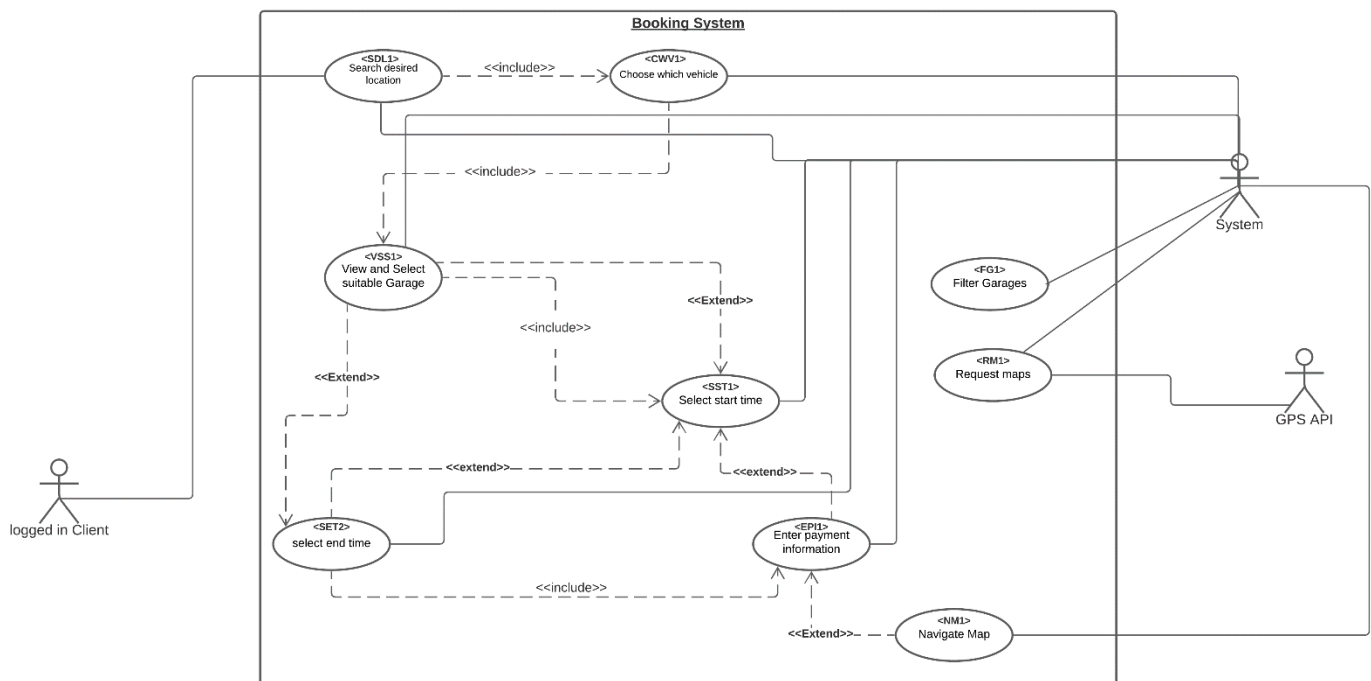 Booking System
<SDL1>
Search desired
location
<<include>>
<CWV1>
Choose which vehicle
<<include>>
System
<VSS1>
View and Select
suitable Garage
<FG1>
Filter Garages
<<Extend>>
<<include>>
<RM1>
Request maps
<<Extend>>
<SST1>
Select start time
GPS API
<<extend>>
<<extend>>
logged in Client
<SET2>
select end time
<EPI1>
Enter payment
information
<<include>>
<NM1>
Navigate Map
<<Extend>>